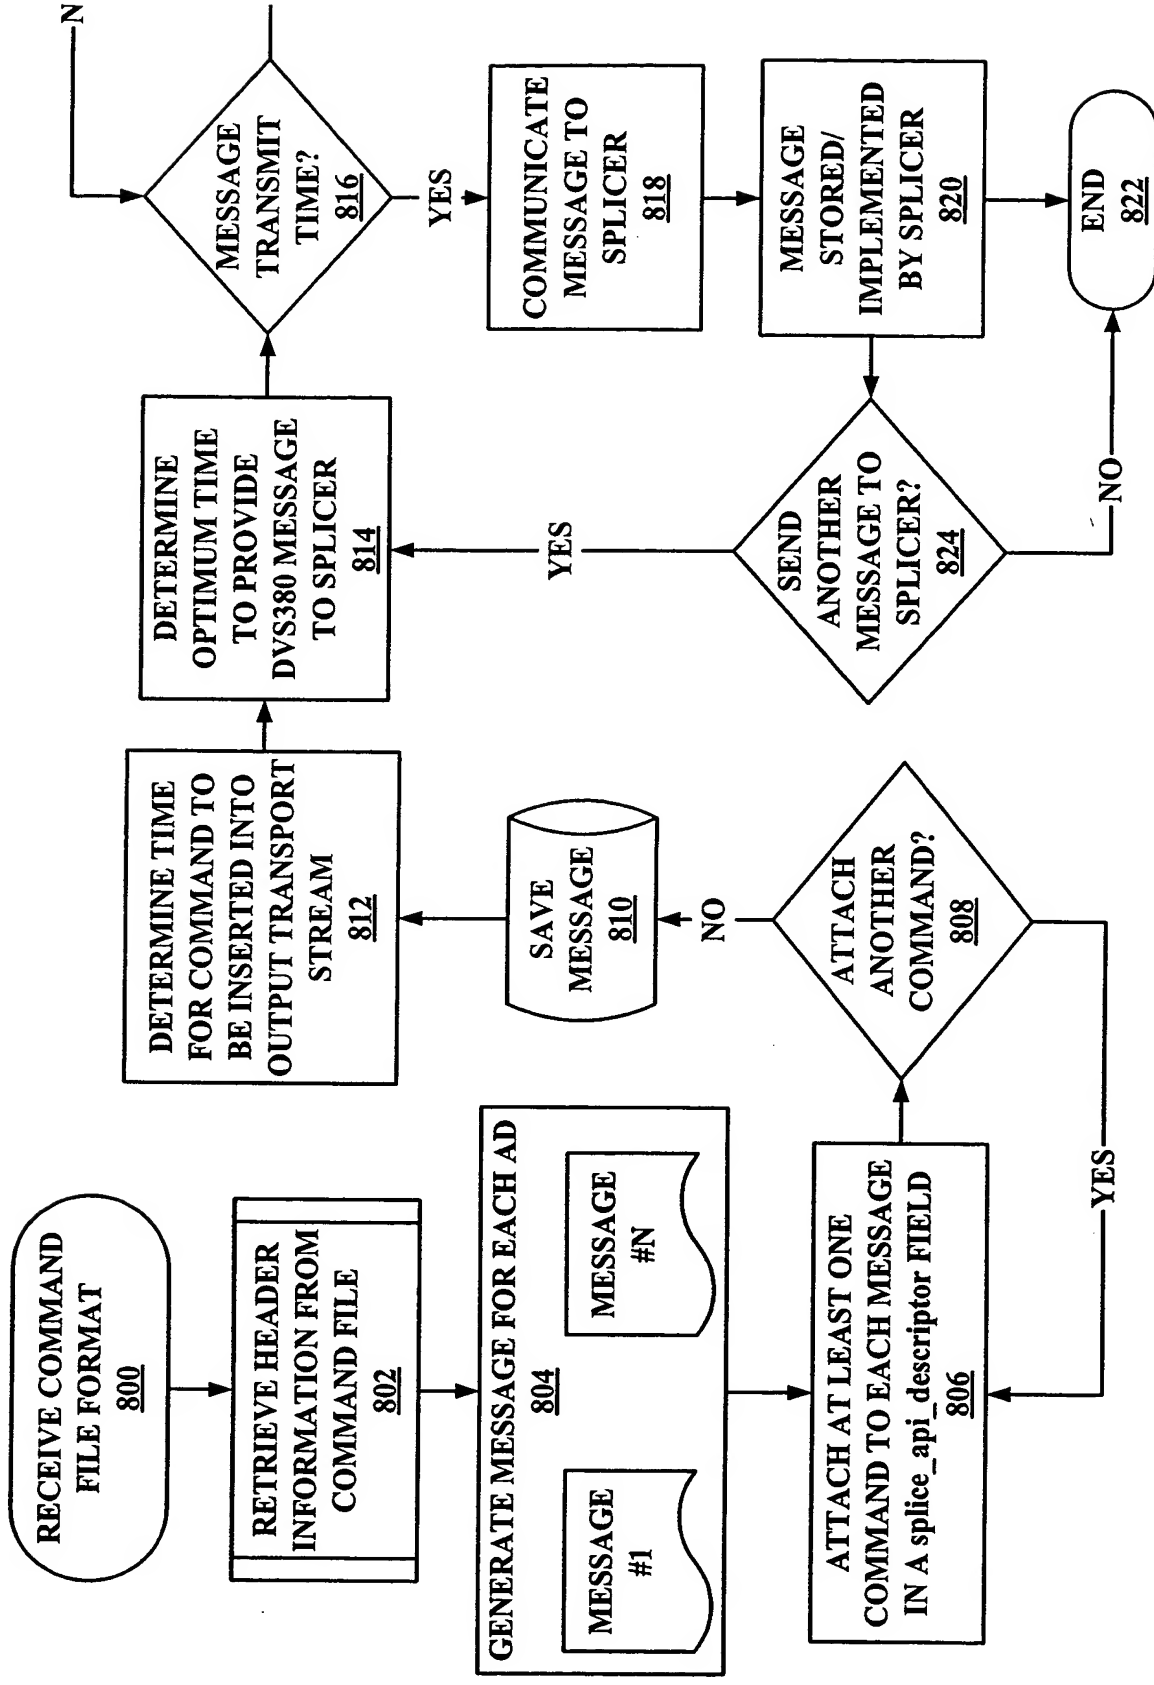 RECEIVE COMMAND
FILE FORMAT
800
RETRIEVE HEADER
INFORMATION FROM
COMMAND FILE
802
GENERATE MESSAGE FOR EACH AD
804
MESSAGE
#1
MESSAGE
#N
ATTACH AT LEAST ONE
COMMAND TO EACH MESSAGE
IN A splice_api_descriptor FIELD
806
ATTACH
ANOTHER
COMMAND?
808
YES
NO
SAVE
MESSAGE
810
DETERMINE TIME
FOR COMMAND TO
BE INSERTED INTO
OUTPUT TRANSPORT
STREAM
812
DETERMINE
OPTIMUM TIME
TO PROVIDE
DVS380 MESSAGE
TO SPLICER
814
MESSAGE
TRANSMIT
TIME?
816
N
YES
COMMUNICATE
MESSAGE TO
SPLICER
818
MESSAGE
STORED/
IMPLEMENTED
BY SPLICER
820
SEND
ANOTHER
MESSAGE TO
SPLICER?
824
YES
NO
END
822